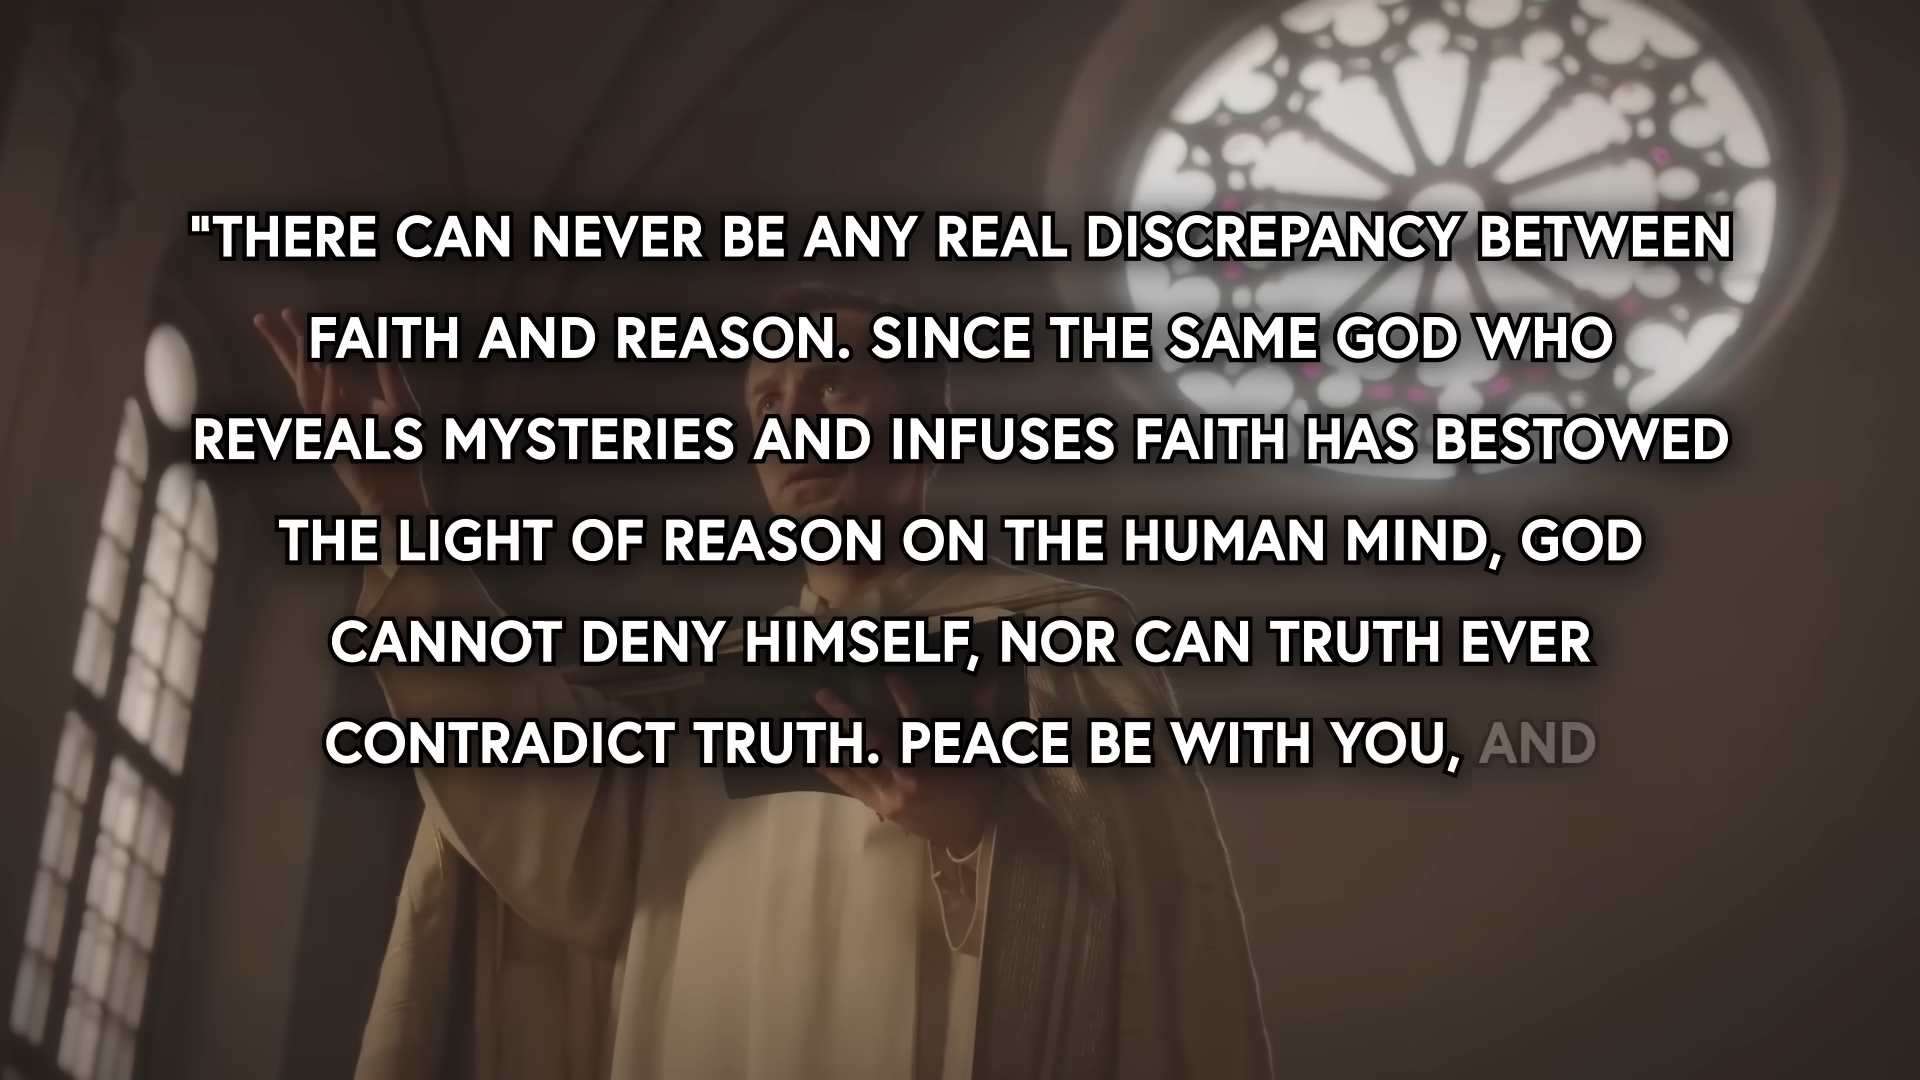 "THERE CAN NEVER BE ANY REAL DISCREPANCY BETWEEN
FAITH AND REASON. SINCE THE SAME GOD WHO
REVEALS MYSTERIES AND INFUSES FAITH HAS BESTOWED
THE LIGHT OF REASON ON THE HUMAN MIND, GOD
CANNOT DENY HIMSELF, NOR CAN TRUTH EVER
CONTRADICT TRUTH. PEACE BE WITH YOU, AND